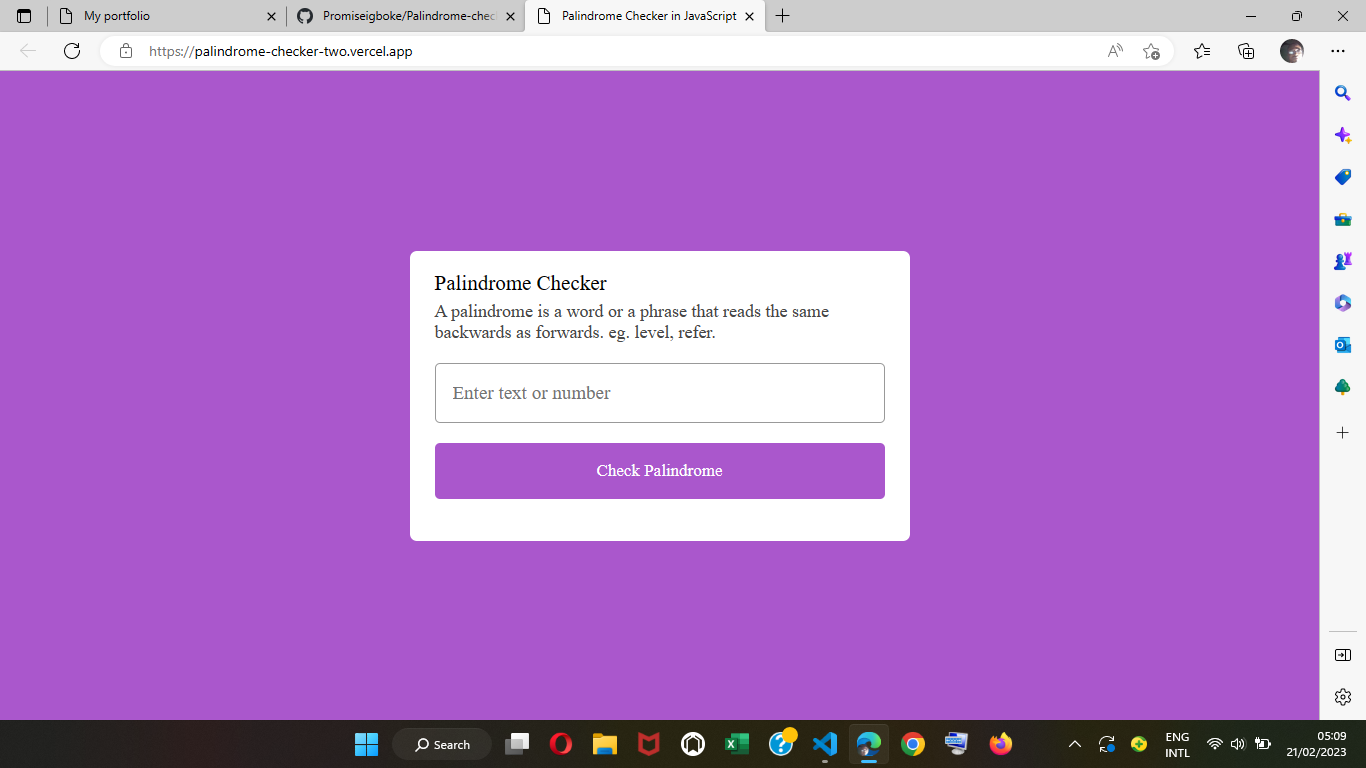 My portfolio
Promiseigboke/Palindrome-chec
Palindrome Checker in JavaScript
https://palindrome-checker-two.vercel.app
Palindrome Checker
A palindrome is a word or a phrase that reads the same
backwards as forwards. eg. level, refer.
Enter text or number
Check Palindrome
Search
ENG
INTL
05:09
21/02/2023